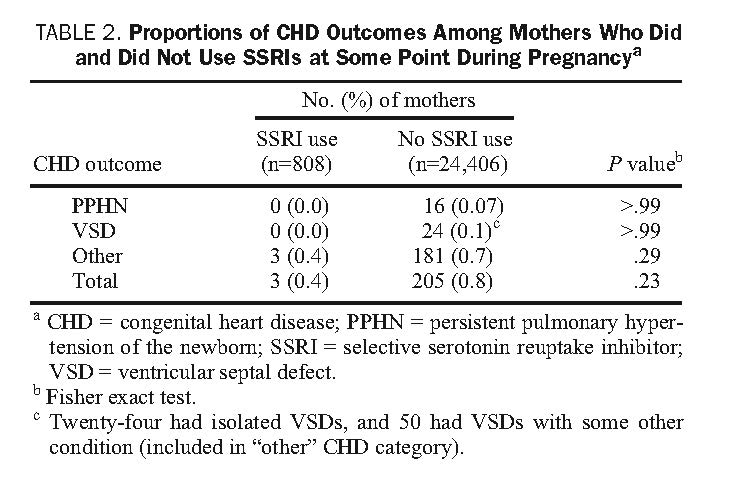 TABLE 2. Proportions of CHD Outcomes Among Mothers Who Did
and Did Not Use SSRIs at Some Point During Pregnancyᵃ
No. (%) of mothers
SSRI use No SSRI use
CHD outcome (n=808) (n=24,406) P valueᵇ
PPHN 0 (0.0) 16 (0.07) >.99
VSD 0 (0.0) 24 (0.1)ᶜ >.99
Other 3 (0.4) 181 (0.7) .29
Total 3 (0.4) 205 (0.8) .23
ᵃ CHD = congenital heart disease; PPHN = persistent pulmonary hyper-
tension of the newborn; SSRI = selective serotonin reuptake inhibitor;
VSD = ventricular septal defect.
ᵇ Fisher exact test.
ᶜ Twenty-four had isolated VSDs, and 50 had VSDs with some other
condition (included in “other” CHD category).